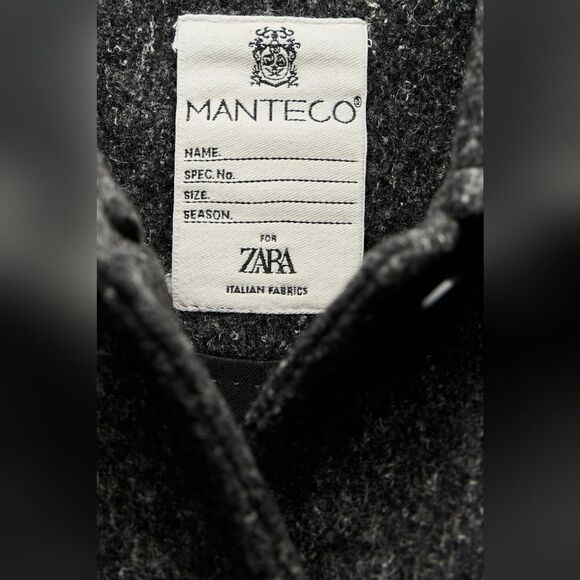 MANTECO®
NAME.
SPEC. No.
SIZE.
SEASON.
FOR
ZARA
ITALIAN FABRICS